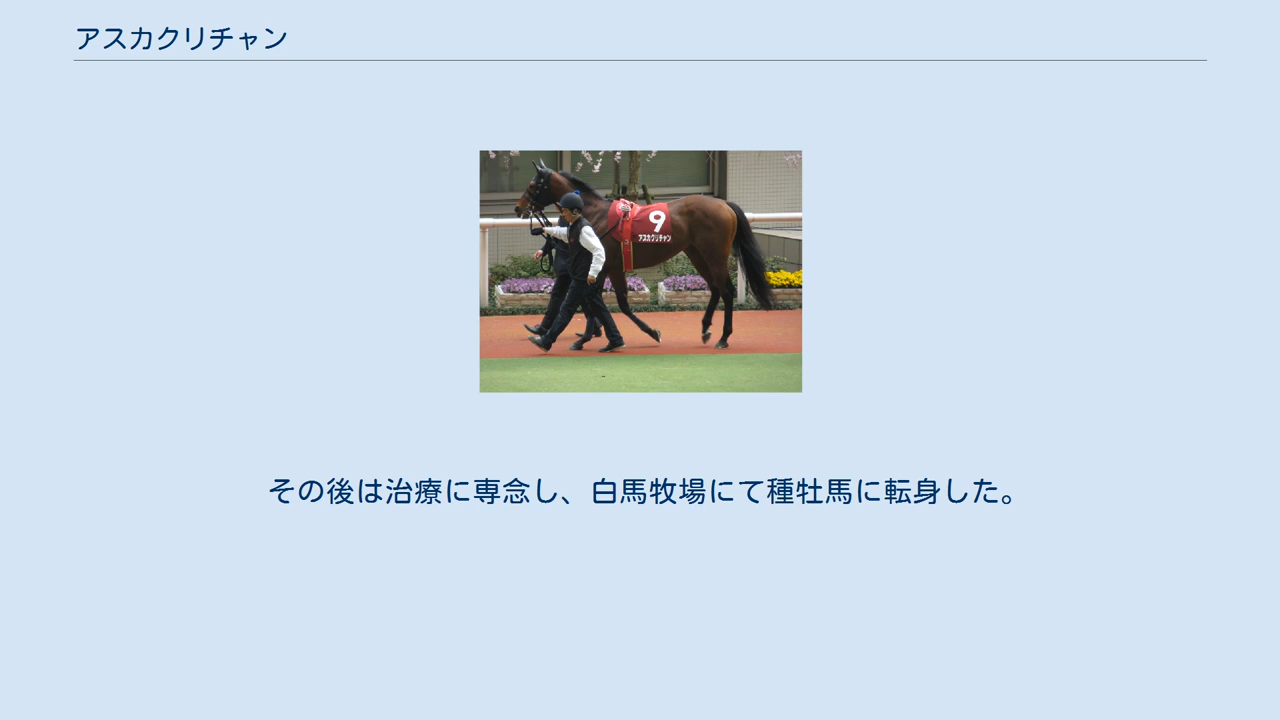 アスカクリチャン
9
アスカクリチャン
その後は治療に専念し、白馬牧場にて種牡馬に転身した。